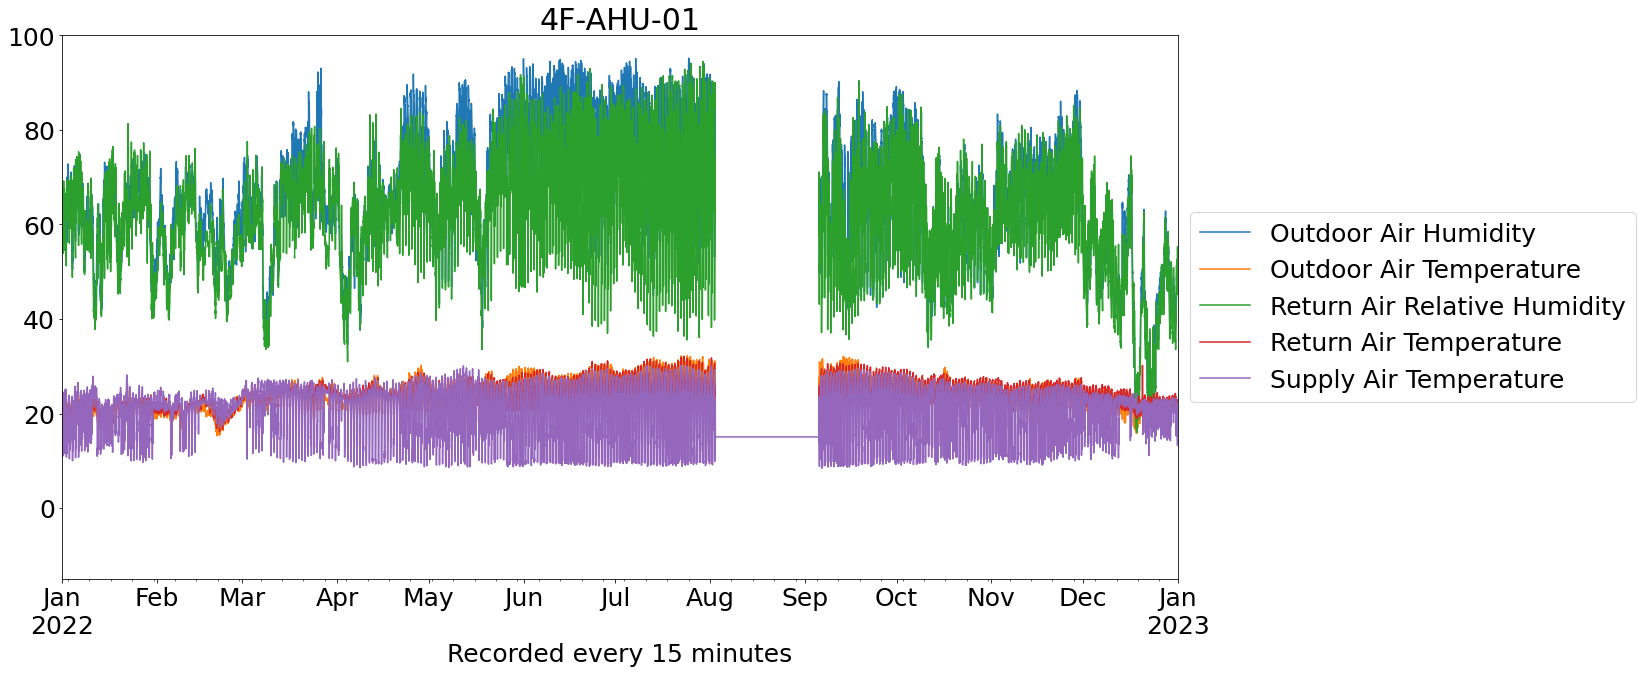 4F-AHU-01
100
80
60
40
20
0
Jan Feb Mar Apr May Jun Jul Aug Sep Oct Nov Dec Jan
2022 2023
Recorded every 15 minutes
Outdoor Air Humidity
Outdoor Air Temperature
Return Air Relative Humidity
Return Air Temperature
Supply Air Temperature